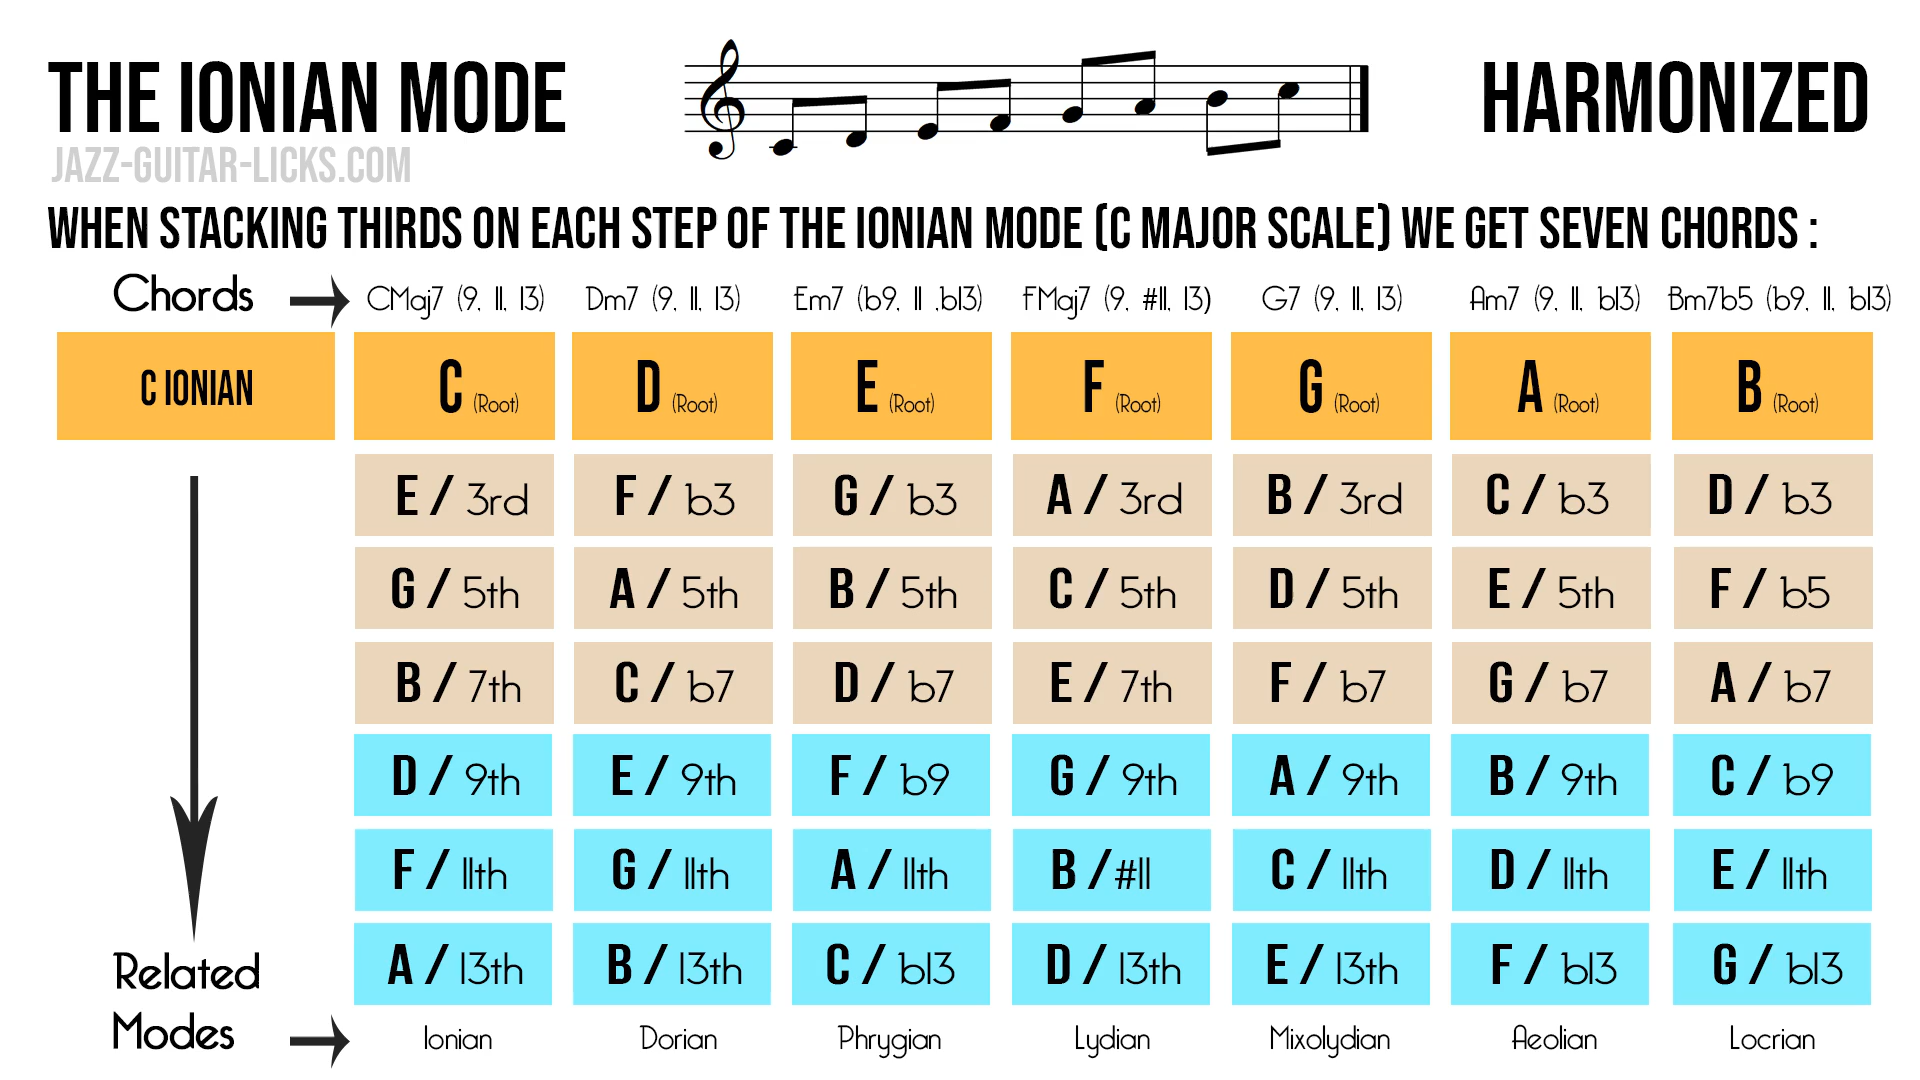 THE IONIAN MODE
HARMONIZED
JAZZ-GUITAR-LICKS.COM
WHEN STACKING THIRDS ON EACH STEP OF THE IONIAN MODE (C MAJOR SCALE) WE GET SEVEN CHORDS :
Chords CMaj7 (9, 11, 13) Dm7 (9, 11, 13) Em7 (b9, 11 ,b13) FMaj7 (9, #11, 13) G7 (9, 11, 13) Am7 (9, 11, b13) Bm7b5 (b9, 11, b13)
C IONIAN C (Root) D (Root) E (Root) F (Root) G (Root) A (Root) B (Root)
E / 3rd F / b3 G / b3 A / 3rd B / 3rd C / b3 D / b3
G / 5th A / 5th B / 5th C / 5th D / 5th E / 5th F / b5
B / 7th C / b7 D / b7 E / 7th F / b7 G / b7 A / b7
D / 9th E / 9th F / b9 G / 9th A / 9th B / 9th C / b9
F / 11th G / 11th A / 11th B /#11 C / 11th D / 11th E / 11th
A / 13th B / 13th C / b13 D / 13th E / 13th F / b13 G / b13
Related
Modes Ionian Dorian Phrygian Lydian Mixolydian Aeolian Locrian